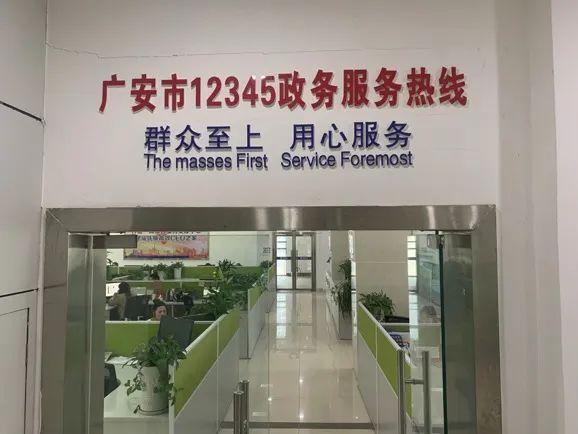 广安市12345政务服务热线
群众至上 用心服务
The masses First Service Foremost